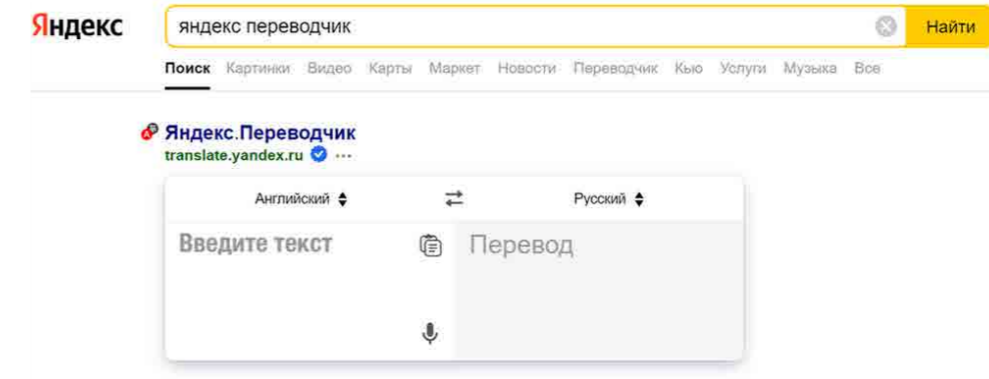 Яндекс яндекс переводчик Найти
Поиск Картинки Видео Карты Маркет Новости Переводчик Кью Услуги Музыка Все
Яндекс.Переводчик
translate.yandex.ru
Английский Русский
Введите текст Перевод